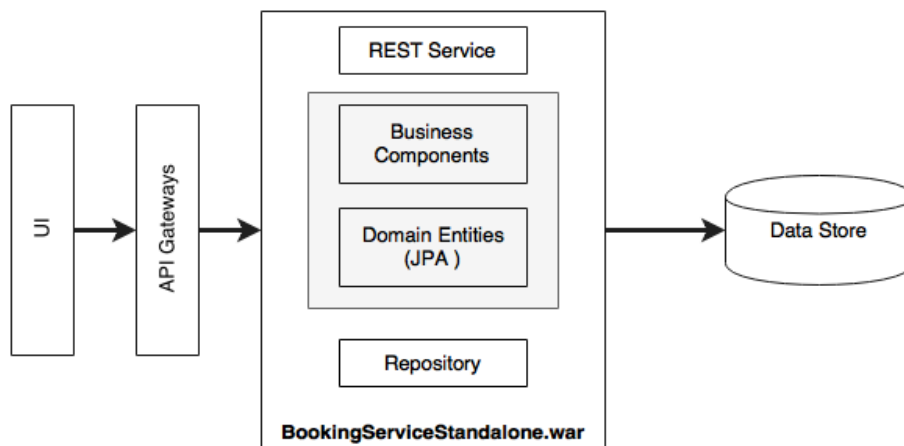 UI
API Gateways
REST Service
Business
Components
Domain Entities
(JPA )
Repository
BookingServiceStandalone.war
Data Store